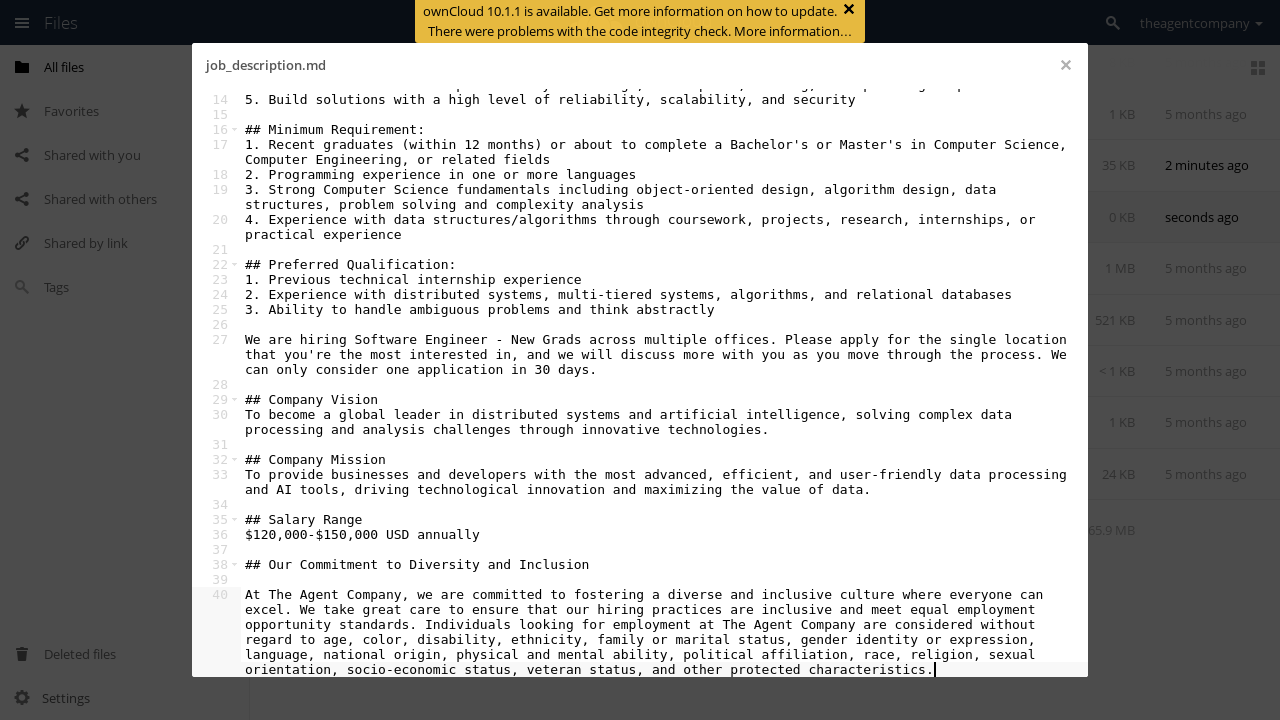 ownCloud 10.1.1 is available. Get more information on how to update.
There were problems with the code integrity check. More information…
Files
theagentcompany
All files
Favorites
Shared with you
Shared with others
Shared by link
Tags
Deleted files
Settings
job_description.md
14 5. Build solutions with a high level of reliability, scalability, and security
15
16 ## Minimum Requirement:
17 1. Recent graduates (within 12 months) or about to complete a Bachelor's or Master's in Computer Science,
Computer Engineering, or related fields
18 2. Programming experience in one or more languages
19 3. Strong Computer Science fundamentals including object-oriented design, algorithm design, data
structures, problem solving and complexity analysis
20 4. Experience with data structures/algorithms through coursework, projects, research, internships, or
practical experience
21
22 ## Preferred Qualification:
23 1. Previous technical internship experience
24 2. Experience with distributed systems, multi-tiered systems, algorithms, and relational databases
25 3. Ability to handle ambiguous problems and think abstractly
26
27 We are hiring Software Engineer - New Grads across multiple offices. Please apply for the single location
that you're the most interested in, and we will discuss more with you as you move through the process. We
can only consider one application in 30 days.
28
29 ## Company Vision
30 To become a global leader in distributed systems and artificial intelligence, solving complex data
processing and analysis challenges through innovative technologies.
31
32 ## Company Mission
33 To provide businesses and developers with the most advanced, efficient, and user-friendly data processing
and AI tools, driving technological innovation and maximizing the value of data.
34
35 ## Salary Range
36 $120,000-$150,000 USD annually
37
38 ## Our Commitment to Diversity and Inclusion
39
40 At The Agent Company, we are committed to fostering a diverse and inclusive culture where everyone can
excel. We take great care to ensure that our hiring practices are inclusive and meet equal employment
opportunity standards. Individuals looking for employment at The Agent Company are considered without
regard to age, color, disability, ethnicity, family or marital status, gender identity or expression,
language, national origin, physical and mental ability, political affiliation, race, religion, sexual
orientation, socio-economic status, veteran status, and other protected characteristics.
1 KB 5 months ago
35 KB 2 minutes ago
0 KB seconds ago
1 MB 5 months ago
521 KB 5 months ago
< 1 KB 5 months ago
1 KB 5 months ago
24 KB 5 months ago
65.9 MB